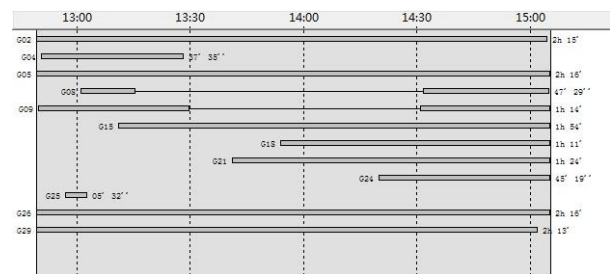 13:00 13:30 14:00 14:30 15:00
G02 2h 15'
G04 37' 35''
G05 2h 16'
G08 47' 29''
G09 1h 14'
G15 1h 54'
G18 1h 11'
G21 1h 24'
G24 45' 19''
G25 05' 32''
G26 2h 16'
G29 2h 13'